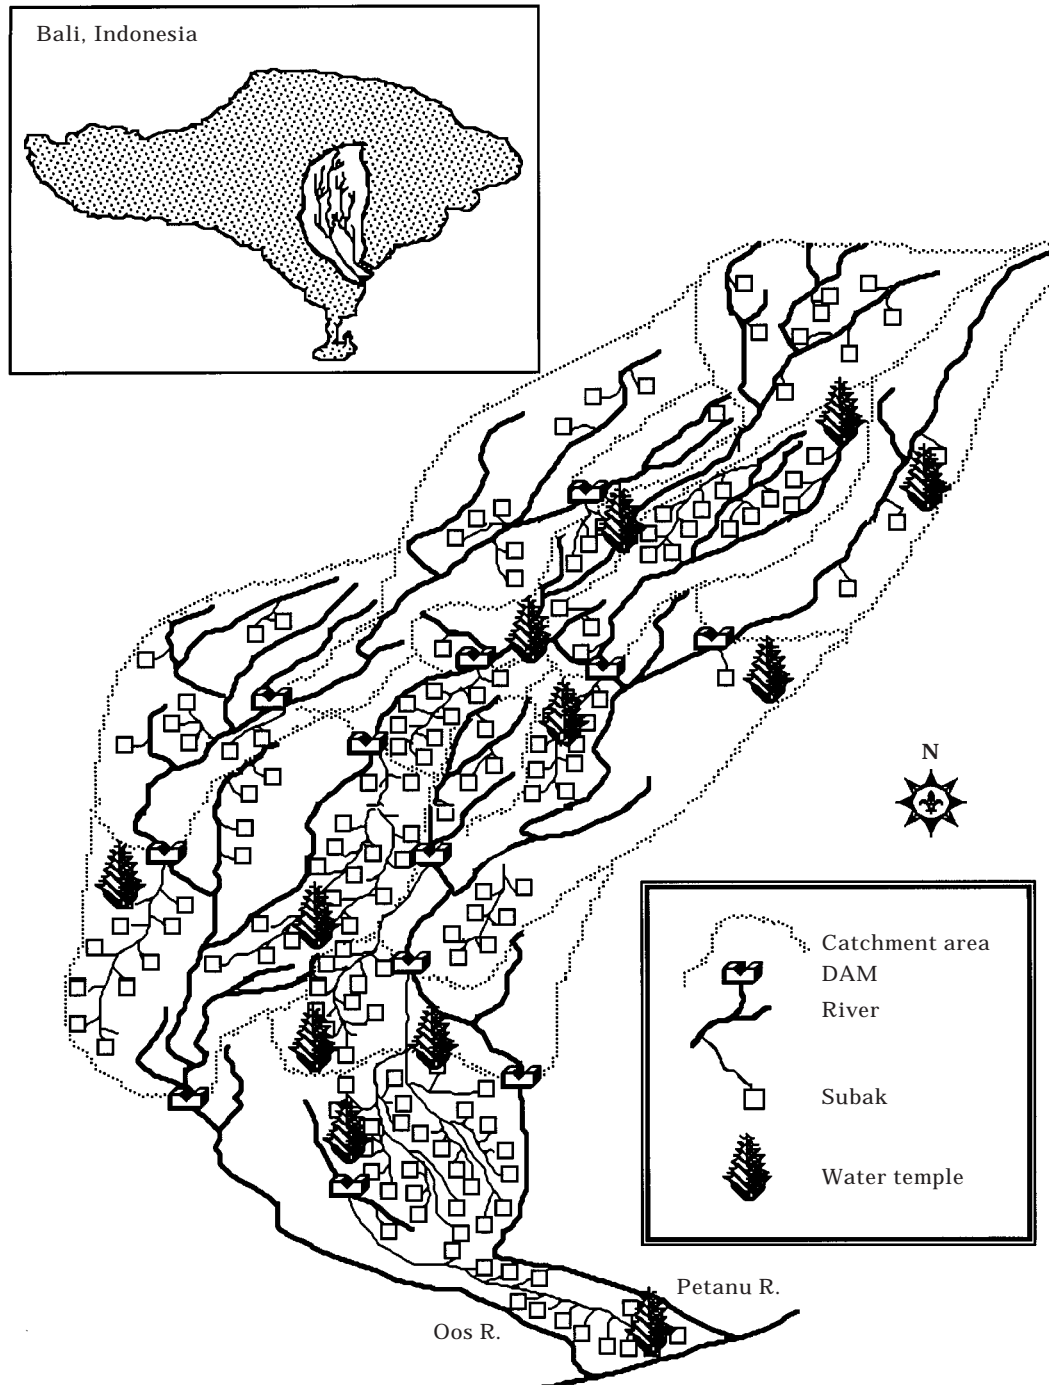 Bali, Indonesia
N
Catchment area
DAM
River
Subak
Water temple
Petanu R.
Oos R.